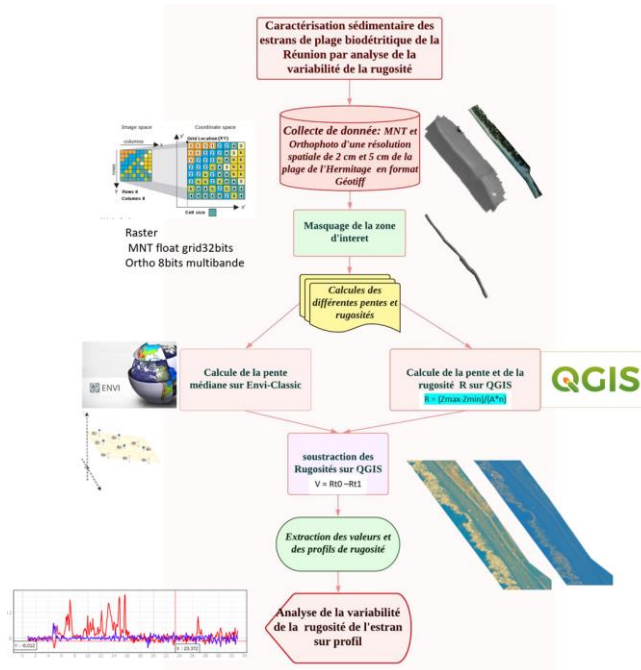 Caractérisation sédimentaire des
estrans de plage biodétritique de la
Réunion par analyse de la
variabilité de la rugosité
Collecte de donnée: MNT et
Orthophoto d'une résolution
spatiale de 2 cm et 5 cm de la
plage de l'Hermitage en format
Géotiff
Image space
Coordinate space
columns
rows
Grid Location(XY)
Rows 8
Columns 8
Cell size
Raster
MNT float grid32bits
Ortho 8bits multibande
Masquage de la zone
d'interet
Calcules des
différentes pentes et
rugosités
ENVI
Calcule de la pente
médiane sur Envi-Classic
Calcule de la pente et de la
rugosité R sur QGIS
R = (Zmax-Zmin)/(A*n)
QGIS
soustraction des
Rugosités sur QGIS
V = Rt0 –Rt1
Extraction des valeurs et
des profils de rugosité
Analyse de la variabilité
de la rugosité de l'estran
sur profil